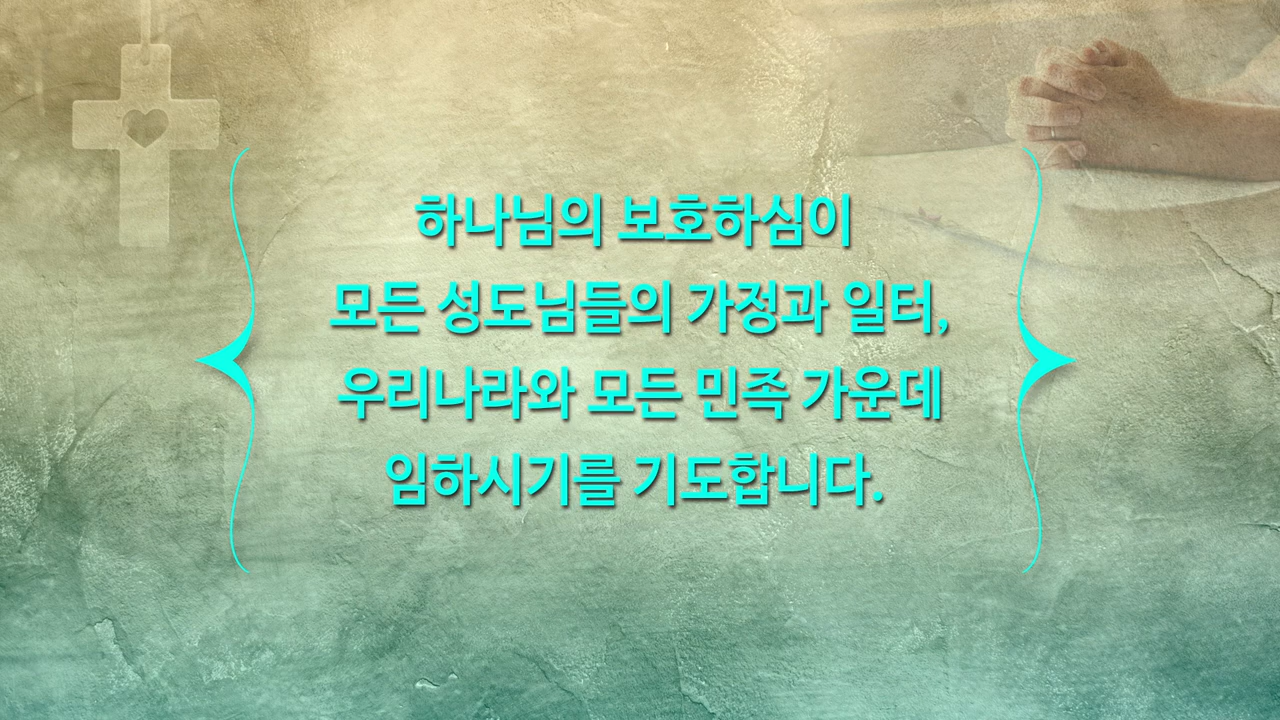 하나님의 보호하심이
모든 성도님들의 가정과 일터,
우리나라와 모든 민족 가운데
임하시기를 기도합니다.